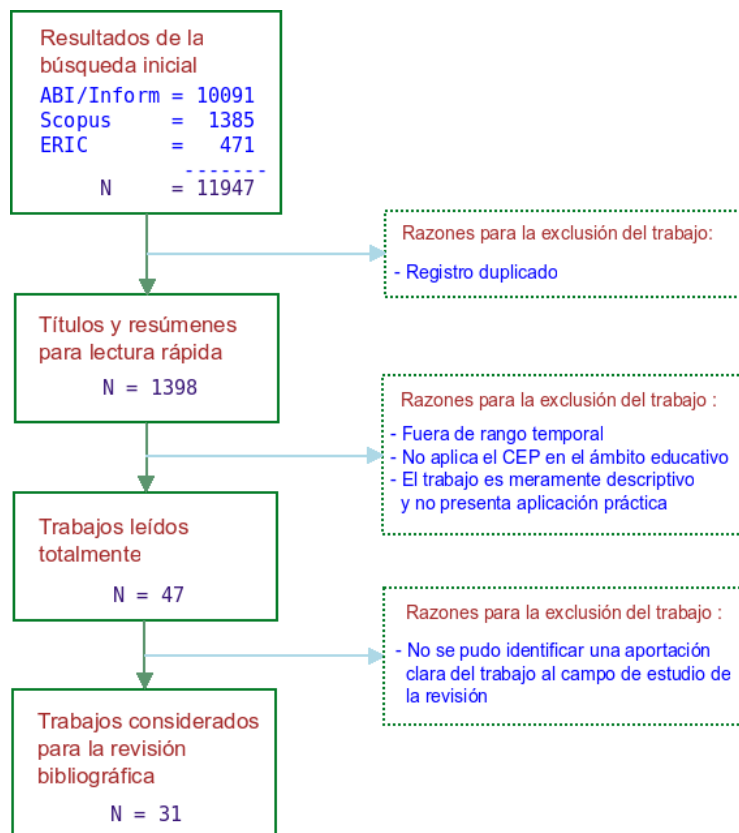 Resultados de la
búsqueda inicial
ABI/Inform = 10091
Scopus = 1385
ERIC = 471
-------
N = 11947
Razones para la exclusión del trabajo:
- Registro duplicado
Títulos y resúmenes
para lectura rápida
N = 1398
Razones para la exclusión del trabajo :
- Fuera de rango temporal
- No aplica el CEP en el ámbito educativo
- El trabajo es meramente descriptivo
y no presenta aplicación práctica
Trabajos leídos
totalmente
N = 47
Razones para la exclusión del trabajo :
- No se pudo identificar una aportación
clara del trabajo al campo de estudio de
la revisión
Trabajos considerados
para la revisión
bibliográfica
N = 31